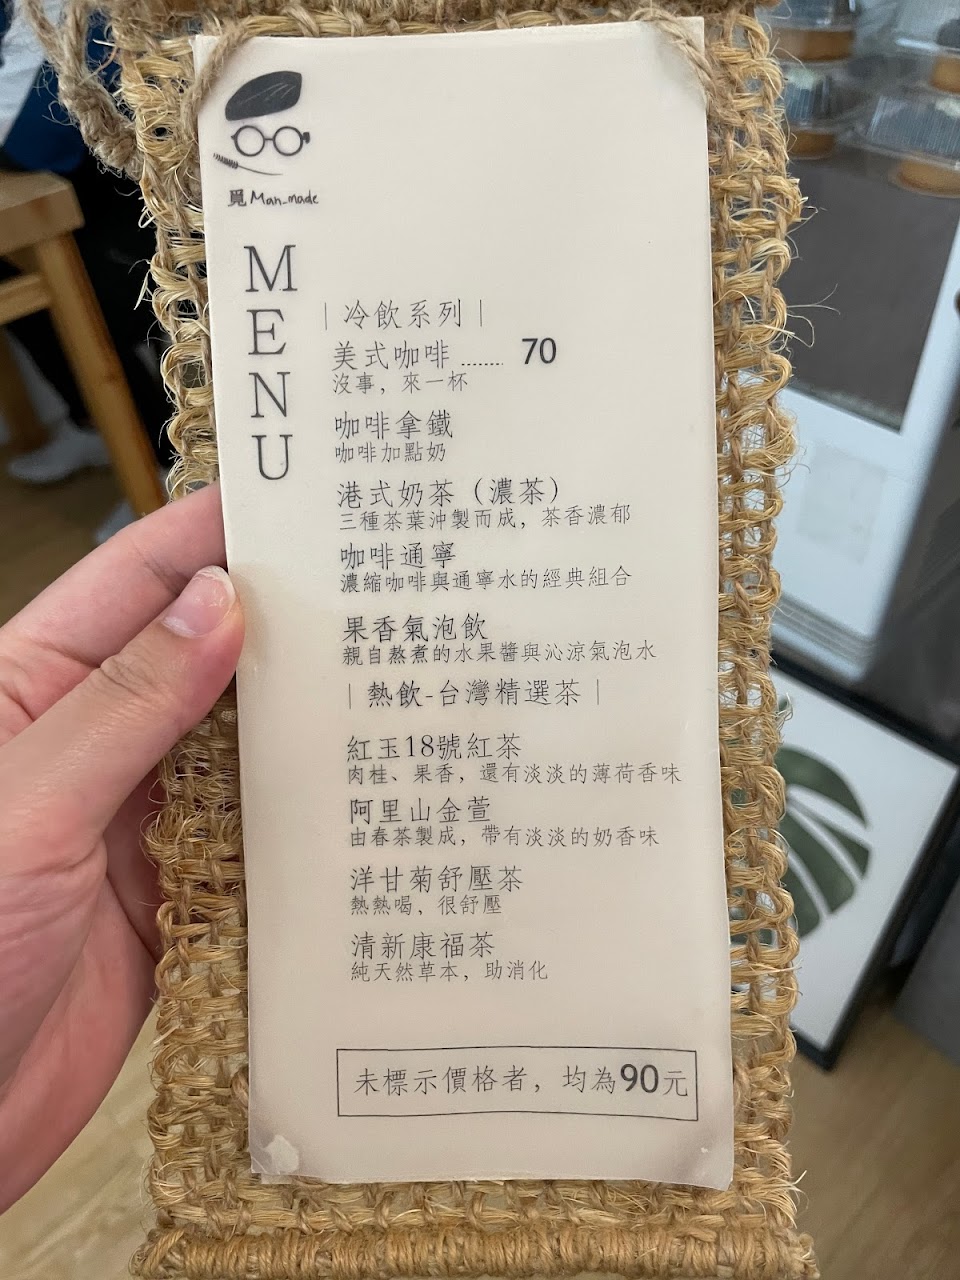 覓Man_made
MENU
| 冷飲系列 |
美式咖啡 ........ 70
沒事，來一杯
咖啡拿鐵
咖啡加點奶
港式奶茶（濃茶）
三種茶葉沖製而成，茶香濃郁
咖啡通寧
濃縮咖啡與通寧水的經典組合
果香氣泡飲
親自熬煮的水果醬與沁涼氣泡水
| 熱飲-台灣精選茶 |
紅玉18號紅茶
肉桂、果香，還有淡淡的薄荷香味
阿里山金萱
由春茶製成，帶有淡淡的奶香味
洋甘菊舒壓茶
熱熱喝，很舒壓
清新康福茶
純天然草本，助消化
未標示價格者，均為90元